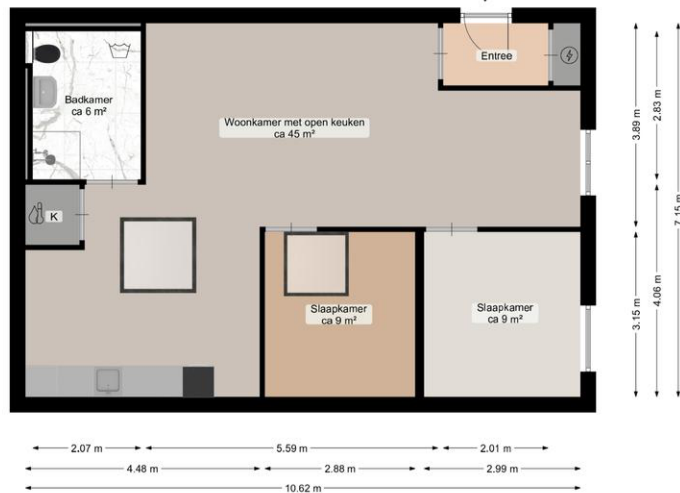 Entree
Badkamer
ca 6 m²
Woonkamer met open keuken
ca 45 m²
K
Slaapkamer
ca 9 m²
Slaapkamer
ca 9 m²
3.89 m
2.83 m
7.15 m
3.15 m
4.06 m
2.07 m
5.59 m
2.01 m
4.48 m
2.88 m
2.99 m
10.62 m